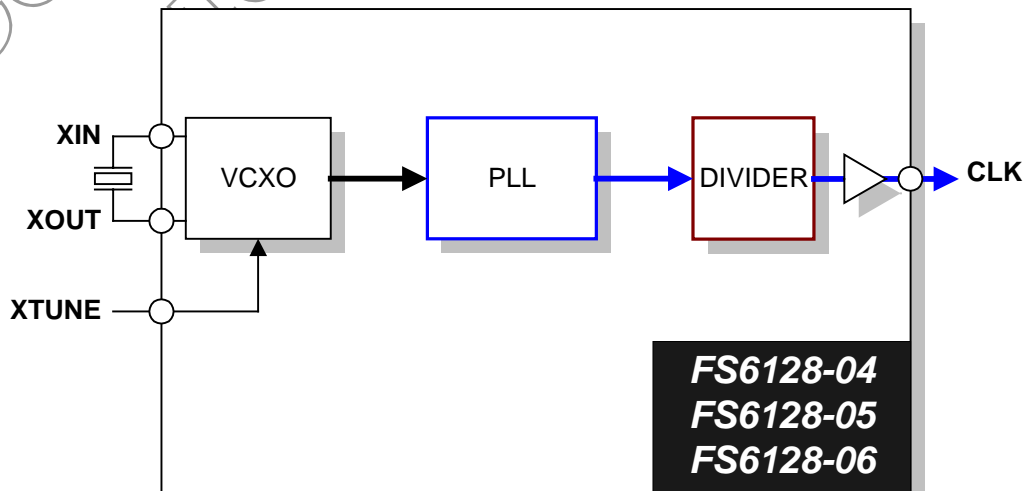 XIN
XOUT
XTUNE
VCXO
PLL
DIVIDER
CLK
FS6128-04
FS6128-05
FS6128-06